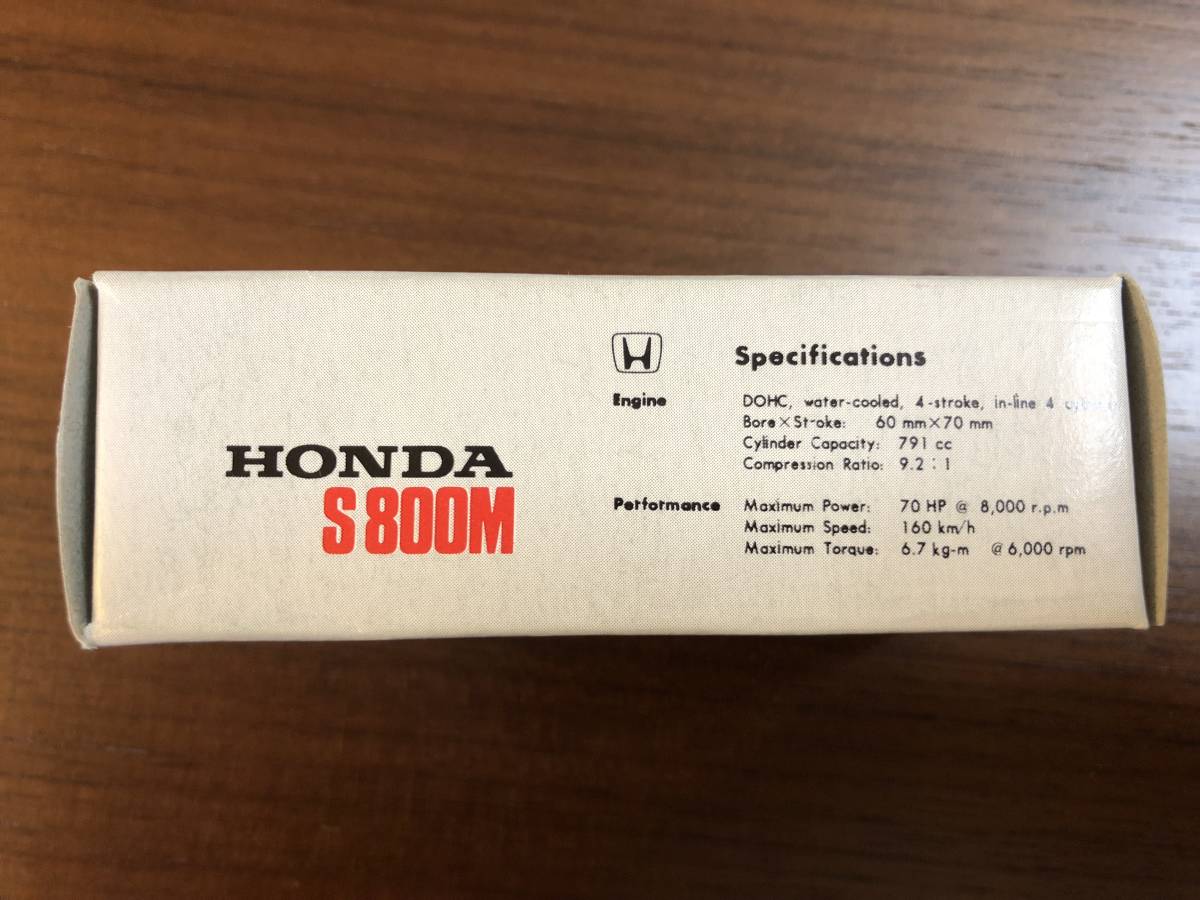 HONDA
S800M
Specifications
Engine
DOHC, water-cooled, 4-stroke, in-line 4
Bore×Stroke: 60 mm×70 mm
Cylinder Capacity: 791 cc
Compression Ratio: 9.2 : 1
Performance
Maximum Power: 70 HP @ 8,000 r.p.m
Maximum Speed: 160 km/h
Maximum Torque: 6.7 kg-m @6,000 rpm